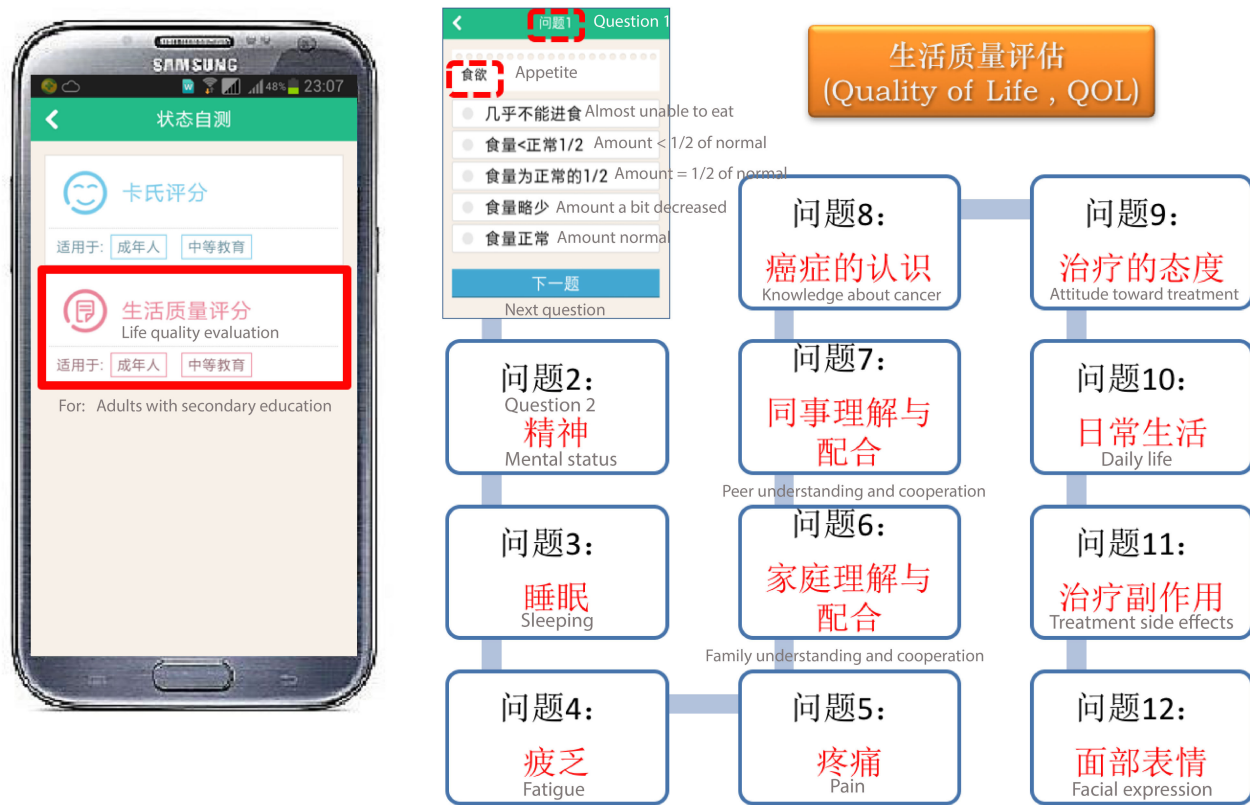 SAMSUNG
48% 23:07
状态自测
卡氏评分
适用于: 成年人 中等教育
生活质量评分
Life quality evaluation
适用于: 成年人 中等教育
For: Adults with secondary education
问题1 Question 1
食欲 Appetite
几乎不能进食 Almost unable to eat
食量<正常1/2 Amount < 1/2 of normal
食量为正常的1/2 Amount = 1/2 of normal
食量略少 Amount a bit decreased
食量正常 Amount normal
下一题
Next question
生活质量评估
(Quality of Life , QOL)
问题2:
Question 2
精神
Mental status
问题3:
睡眠
Sleeping
问题4:
疲乏
Fatigue
问题5:
疼痛
Pain
问题6:
家庭理解与
配合
Family understanding and cooperation
问题7:
同事理解与
配合
Peer understanding and cooperation
问题8:
癌症的认识
Knowledge about cancer
问题9:
治疗的态度
Attitude toward treatment
问题10:
日常生活
Daily life
问题11:
治疗副作用
Treatment side effects
问题12:
面部表情
Facial expression